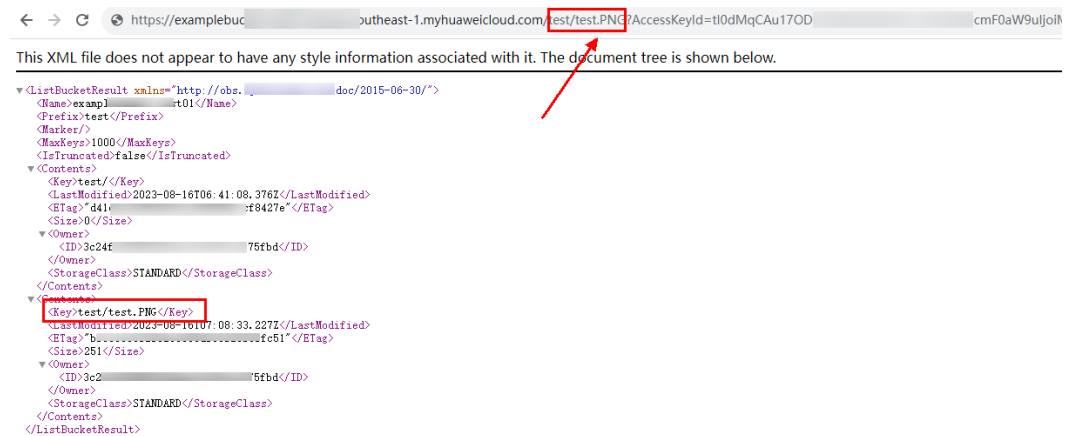 https://examplebuc outheast-1.myhuaweicloud.com/test/test.PNG?AccessKeyId=tI0dMqCAu17OD cmF0aW9uIjoiM
This XML file does not appear to have any style information associated with it. The document tree is shown below.
▼<ListBucketResult xmlns="http://obs. doc/2015-06-30/">
<Name>exampl t01</Name>
<Prefix>test</Prefix>
<Marker/>
<MaxKeys>1000</MaxKeys>
<IsTruncated>false</IsTruncated>
▼<Contents>
<Key>test/</Key>
<LastModified>2023-08-16T06:41:08.376Z</LastModified>
<ETag>"d41 f8427e"</ETag>
<Size>0</Size>
▼<Owner>
<ID>3c24f 75fbd</ID>
</Owner>
<StorageClass>STANDARD</StorageClass>
</Contents>
▼<Contents>
<Key>test/test.PNG</Key>
<LastModified>2023-08-16T07:08:33.227Z</LastModified>
<ETag>"b fc51"</ETag>
<Size>251</Size>
▼<Owner>
<ID>3c2 5fbd</ID>
</Owner>
<StorageClass>STANDARD</StorageClass>
</Contents>
</ListBucketResult>